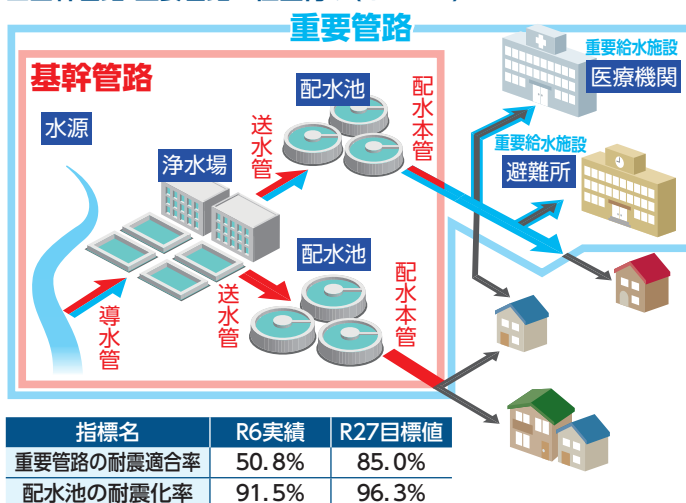 重要管路
基幹管路
水源
浄水場
導水管
送水管
配水池
配水本管
送水管
配水池
配水本管
重要給水施設
医療機関
重要給水施設
避難所
指標名 R6実績 R27目標値
重要管路の耐震適合率 50.8% 85.0%
配水池の耐震化率 91.5% 96.3%